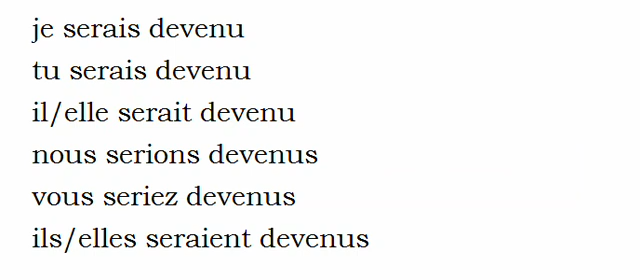 je serais devenu
tu serais devenu
il/elle serait devenu
nous serions devenus
vous seriez devenus
ils/elles seraient devenus